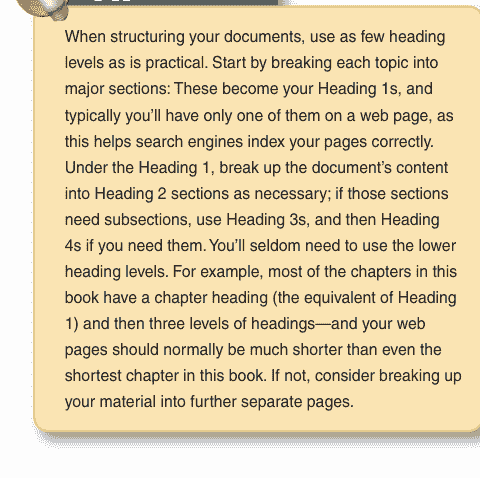 When structuring your documents, use as few heading
levels as is practical. Start by breaking each topic into
major sections: These become your Heading 1s, and
typically you'll have only one of them on a web page, as
this helps search engines index your pages correctly.
Under the Heading 1, break up the document's content
into Heading 2 sections as necessary; if those sections
need subsections, use Heading 3s, and then Heading
4s if you need them. You'll seldom need to use the lower
heading levels. For example, most of the chapters in this
book have a chapter heading (the equivalent of Heading
1) and then three levels of headings—and your web
pages should normally be much shorter than even the
shortest chapter in this book. If not, consider breaking up
your material into further separate pages.